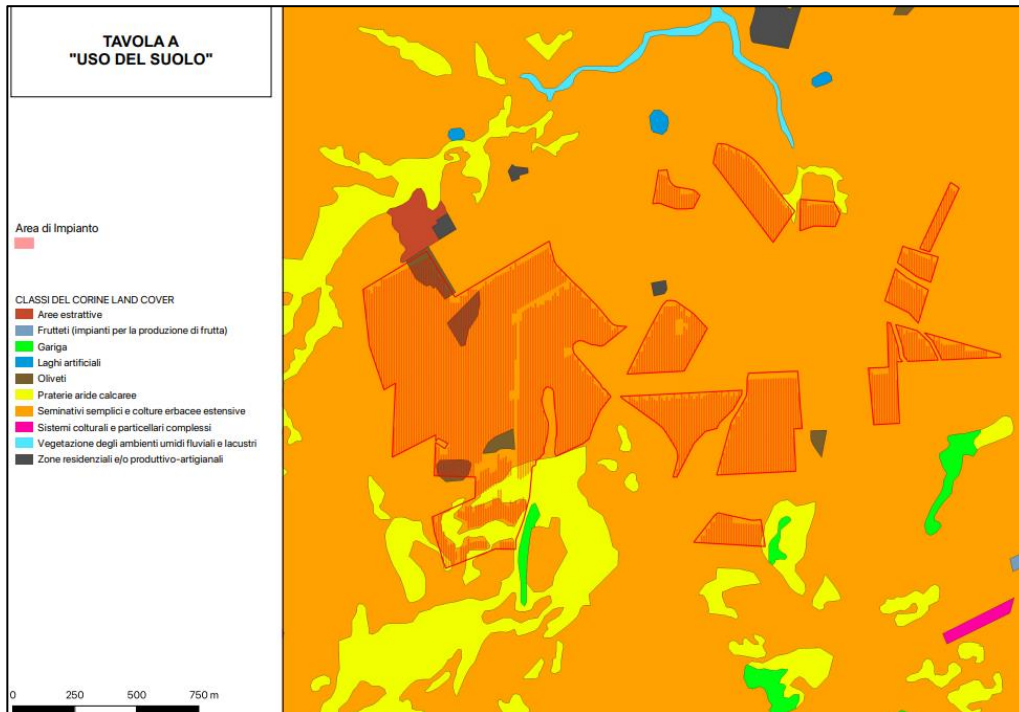 TAVOLA A
"USO DEL SUOLO"
Area di Impianto
CLASSI DEL CORINE LAND COVER
Aree estrattive
Frutteti (impianti per la produzione di frutta)
Gariga
Laghi artificiali
Oliveti
Praterie aride calcaree
Seminativi semplici e colture erbacee estensive
Sistemi colturali e particellari complessi
Vegetazione degli ambienti umidi fluviali e lacustri
Zone residenziali e/o produttivo-artigianali
0 250 500 750 m